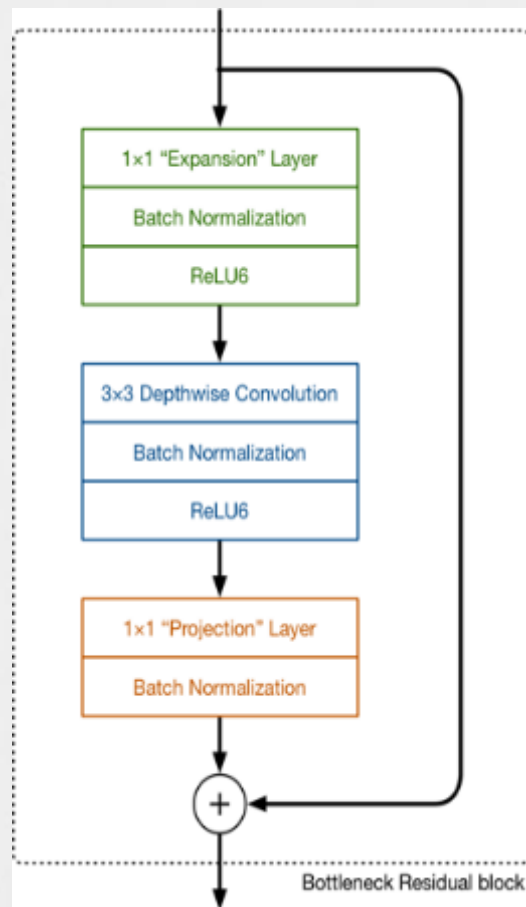 1×1 “Expansion” Layer
Batch Normalization
ReLU6
3×3 Depthwise Convolution
Batch Normalization
ReLU6
1×1 “Projection” Layer
Batch Normalization
+
Bottleneck Residual block